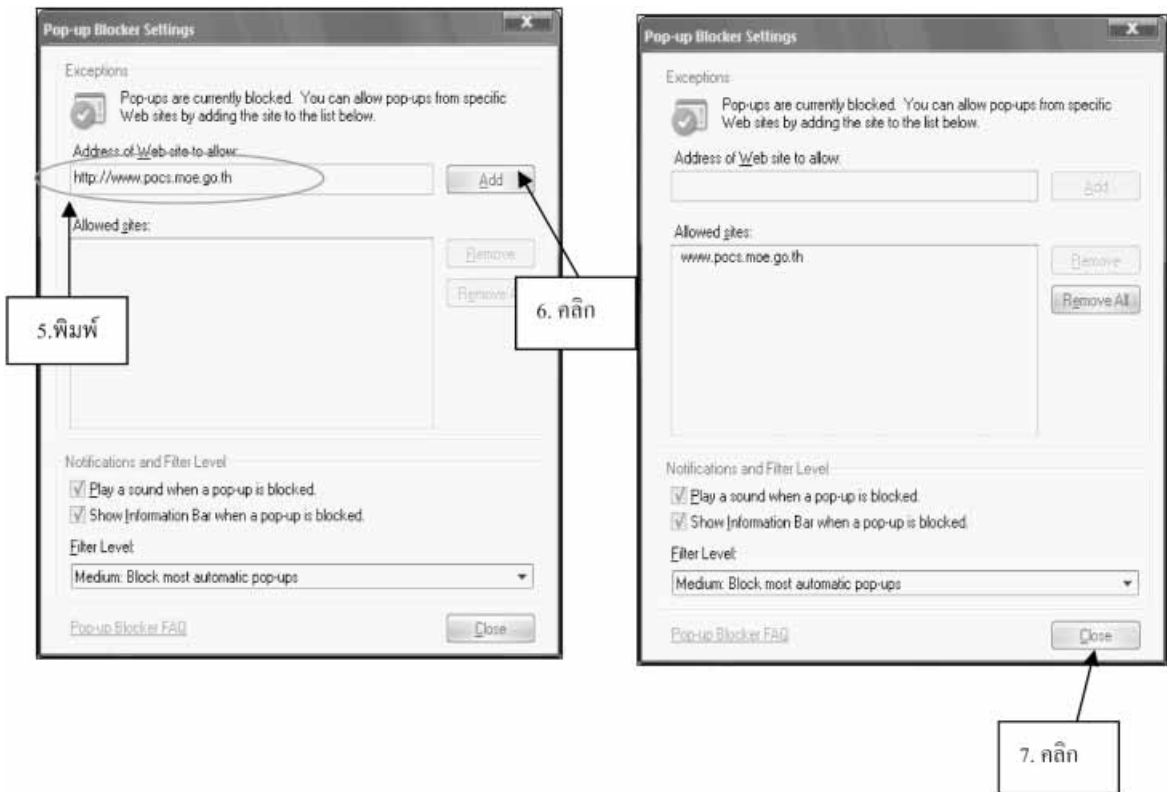 Pop-up Blocker Settings
Exceptions
Pop-ups are currently blocked. You can allow pop-ups from specific
Web sites by adding the site to the list below.
Address of Web site to allow:
http://www.pocs.moe.go.th
Add
Allowed sites:
Remove
Remove
5.พิมพ์
6. คลิก
Notifications and Filter Level
Play a sound when a pop-up is blocked.
Show Information Bar when a pop-up is blocked.
Filter Level:
Medium: Block most automatic pop-ups
Pop-up Blocker FAQ
Close
Pop-up Blocker Settings
Exceptions
Pop-ups are currently blocked. You can allow pop-ups from specific
Web sites by adding the site to the list below.
Address of Web site to allow:
Add
Allowed sites:
www.pocs.moe.go.th
Remove
Remove All
Notifications and Filter Level
Play a sound when a pop-up is blocked.
Show Information Bar when a pop-up is blocked.
Filter Level:
Medium: Block most automatic pop-ups
Pop-up Blocker FAQ
Close
7. คลิก